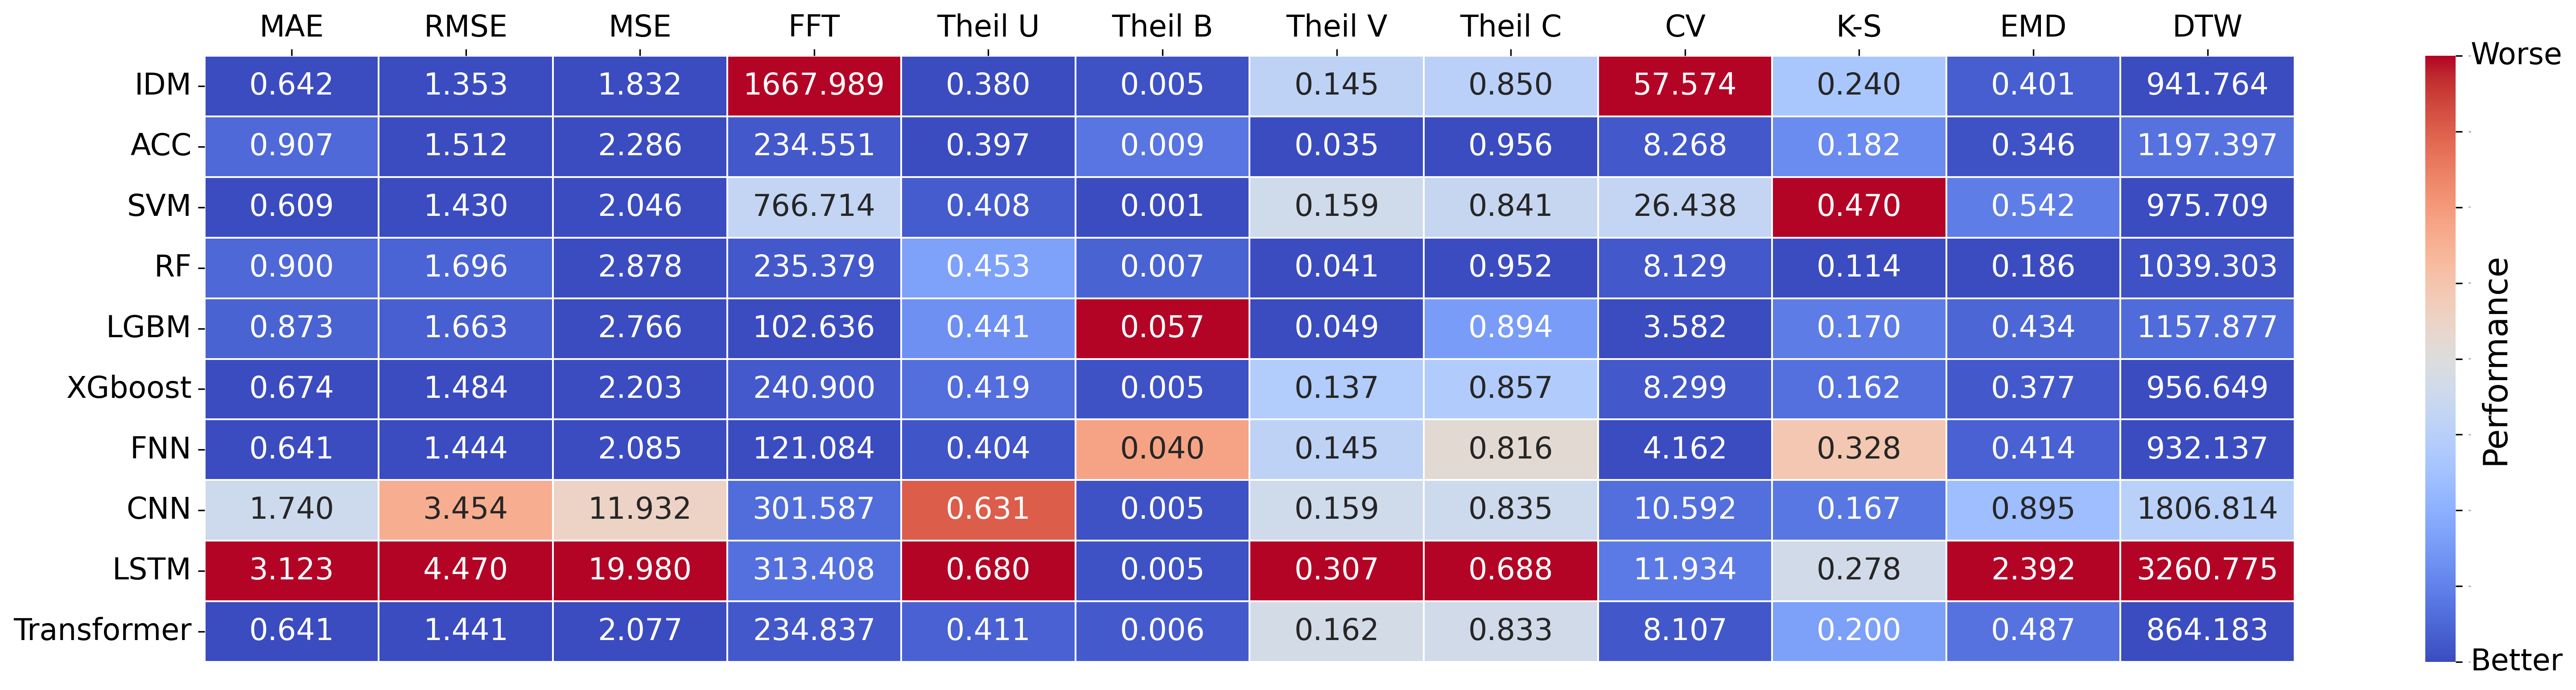 MAE RMSE MSE FFT Theil U Theil B Theil V Theil C CV K-S EMD DTW
IDM 0.642 1.353 1.832 1667.989 0.380 0.005 0.145 0.850 57.574 0.240 0.401 941.764
ACC 0.907 1.512 2.286 234.551 0.397 0.009 0.035 0.956 8.268 0.182 0.346 1197.397
SVM 0.609 1.430 2.046 766.714 0.408 0.001 0.159 0.841 26.438 0.470 0.542 975.709
RF 0.900 1.696 2.878 235.379 0.453 0.007 0.041 0.952 8.129 0.114 0.186 1039.303
LGBM 0.873 1.663 2.766 102.636 0.441 0.057 0.049 0.894 3.582 0.170 0.434 1157.877
XGboost 0.674 1.484 2.203 240.900 0.419 0.005 0.137 0.857 8.299 0.162 0.377 956.649
FNN 0.641 1.444 2.085 121.084 0.404 0.040 0.145 0.816 4.162 0.328 0.414 932.137
CNN 1.740 3.454 11.932 301.587 0.631 0.005 0.159 0.835 10.592 0.167 0.895 1806.814
LSTM 3.123 4.470 19.980 313.408 0.680 0.005 0.307 0.688 11.934 0.278 2.392 3260.775
Transformer 0.641 1.441 2.077 234.837 0.411 0.006 0.162 0.833 8.107 0.200 0.487 864.183
Worse
Performance
Better